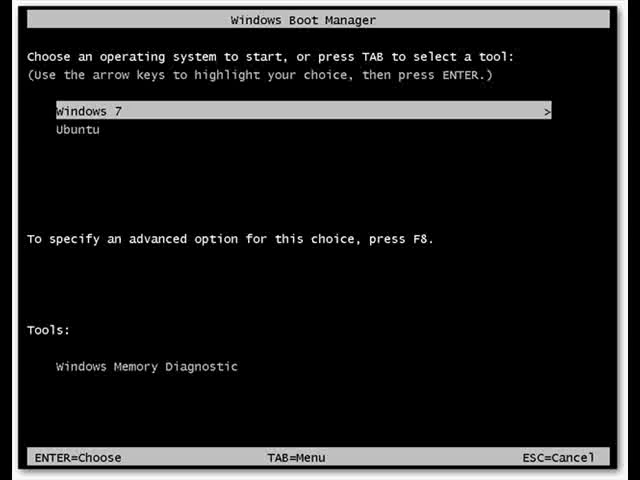 Windows Boot Manager
Choose an operating system to start, or press TAB to select a tool:
(Use the arrow keys to highlight your choice, then press ENTER.)
Windows 7 >
Ubuntu
To specify an advanced option for this choice, press F8.
Tools:
Windows Memory Diagnostic
ENTER=Choose TAB=Menu ESC=Cancel